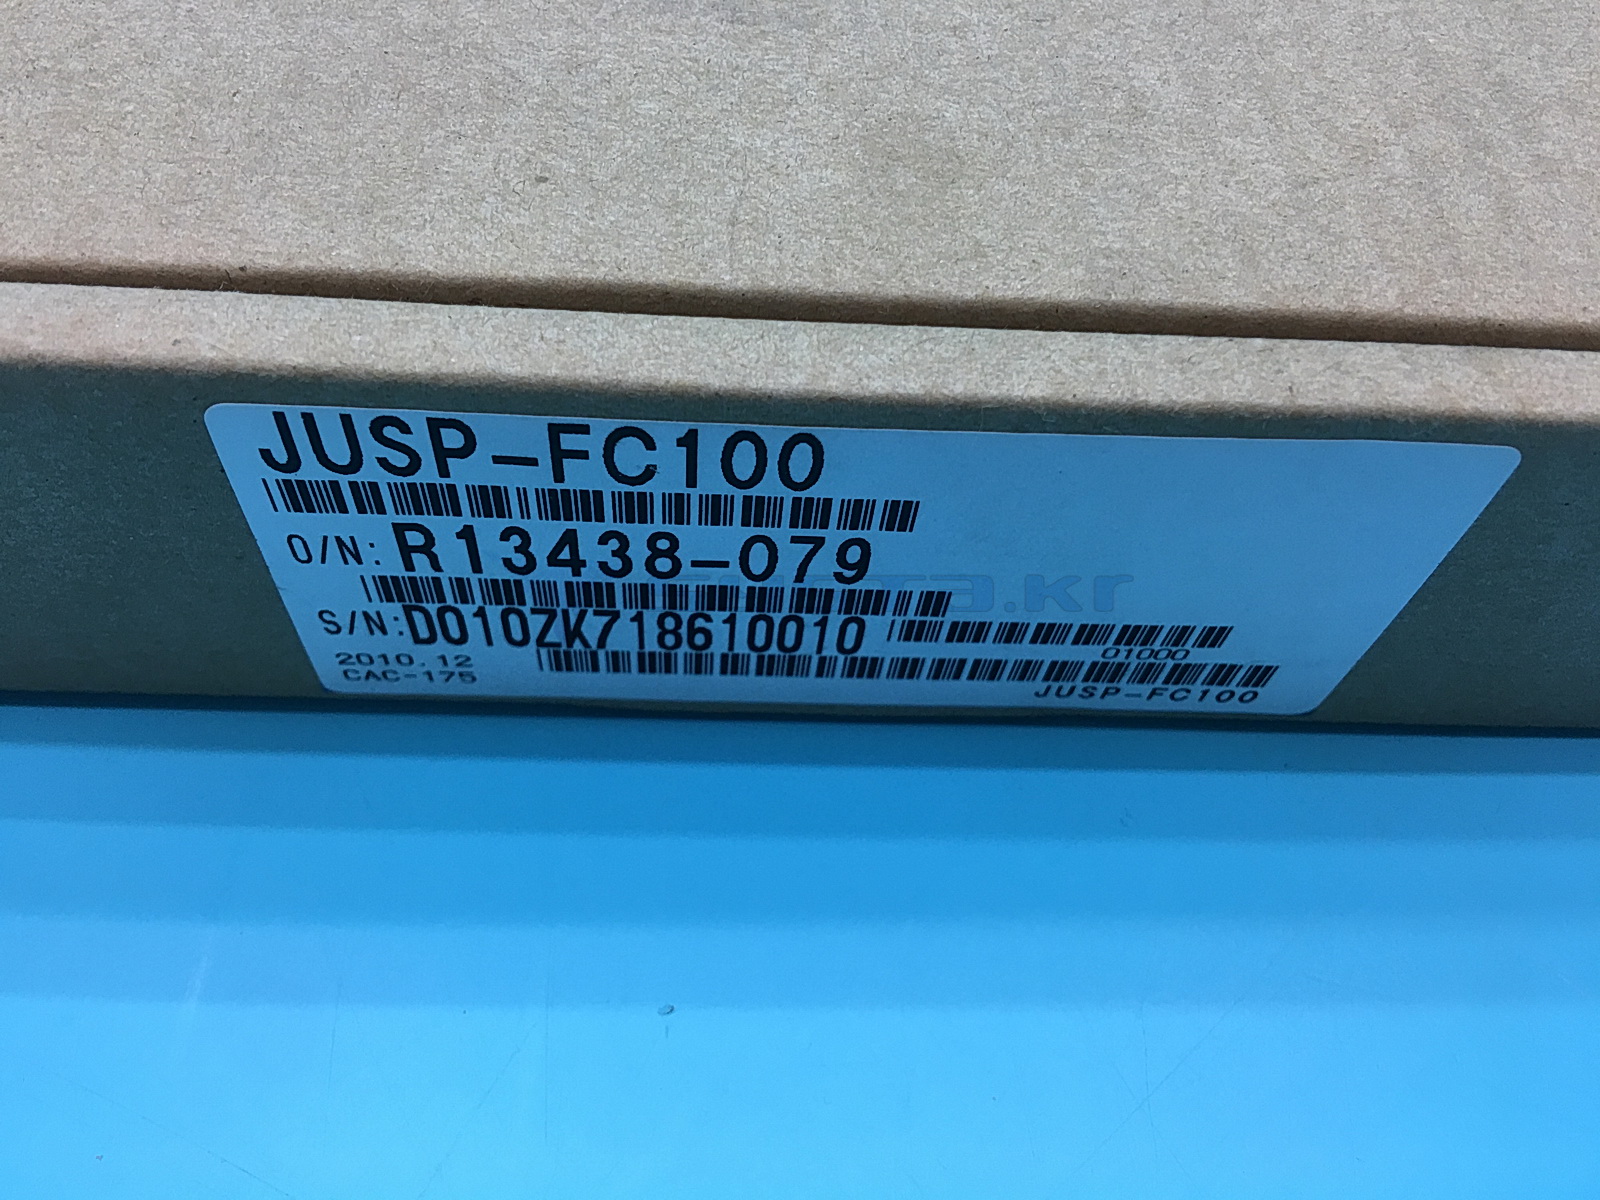 JUSP-FC100
O/N: R13438-079
S/N: D010ZK718610010
01000
2010.12
CAC-175
JUSP-FC100